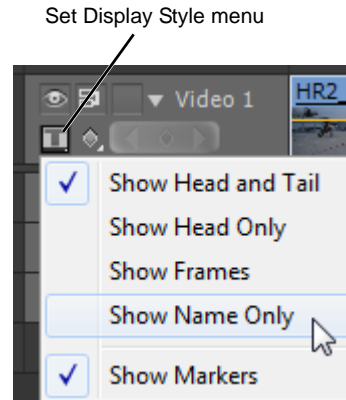 Set Display Style menu
Video 1
HR2_
Show Head and Tail
Show Head Only
Show Frames
Show Name Only
Show Markers